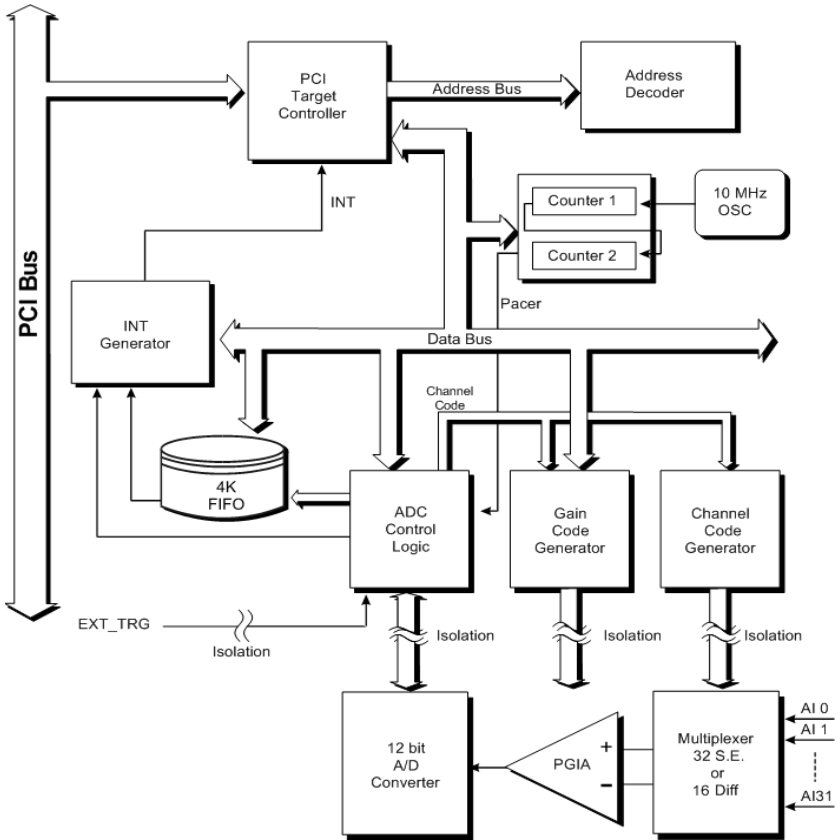 PCI
Target
Controller
Address Bus
Address
Decoder
INT
Counter 1
Counter 2
10 MHz
OSC
PCI Bus
INT
Generator
Pacer
Data Bus
Channel
Code
4K
FIFO
ADC
Control
Logic
Gain
Code
Generator
Channel
Code
Generator
EXT_TRG
Isolation
Isolation
Isolation
Isolation
12 bit
A/D
Converter
PGIA
+
−
Multiplexer
32 S.E.
or
16 Diff
AI 0
AI 1
AI31